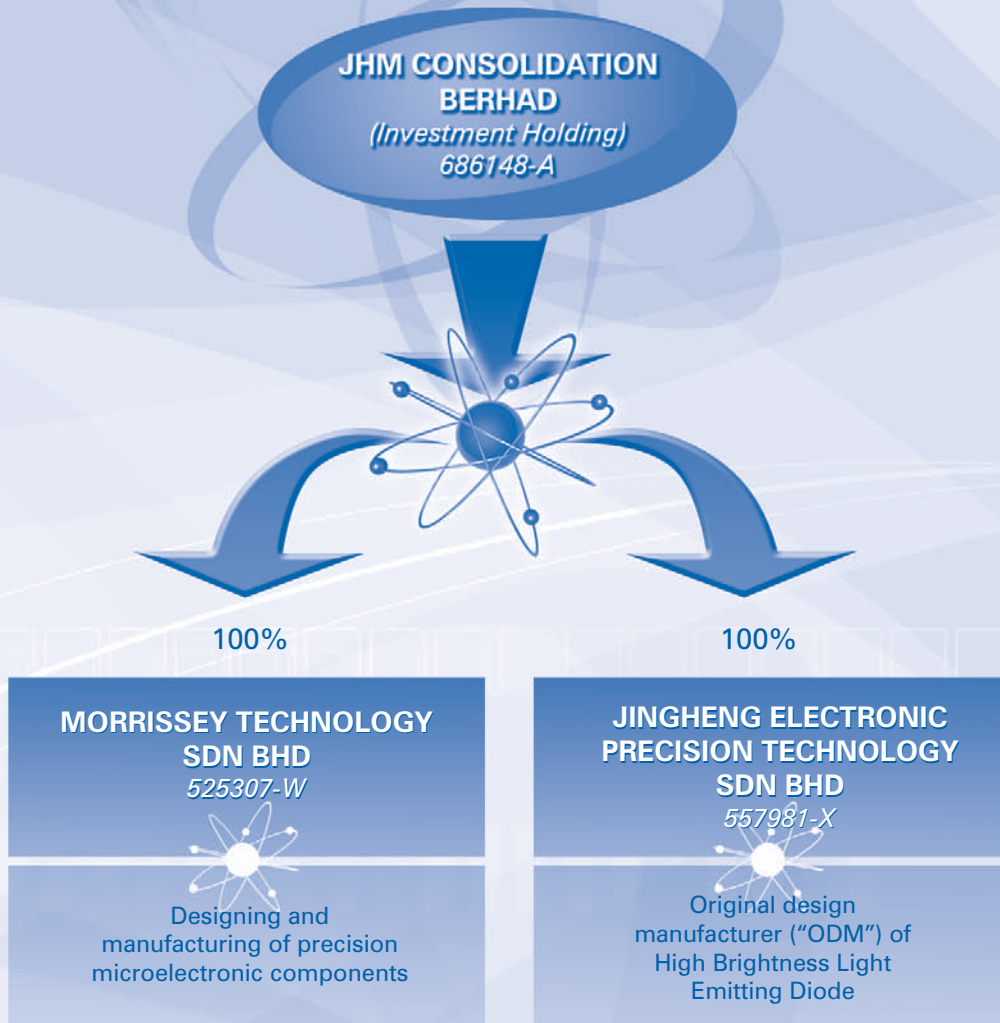 JHM CONSOLIDATION
BERHAD
(Investment Holding)
686148-A
100%
MORRISSEY TECHNOLOGY
SDN BHD
525307-W
Designing and
manufacturing of precision
microelectronic components
100%
JINGHENG ELECTRONIC
PRECISION TECHNOLOGY
SDN BHD
557981-X
Original design
manufacturer (“ODM”) of
High Brightness Light
Emitting Diode